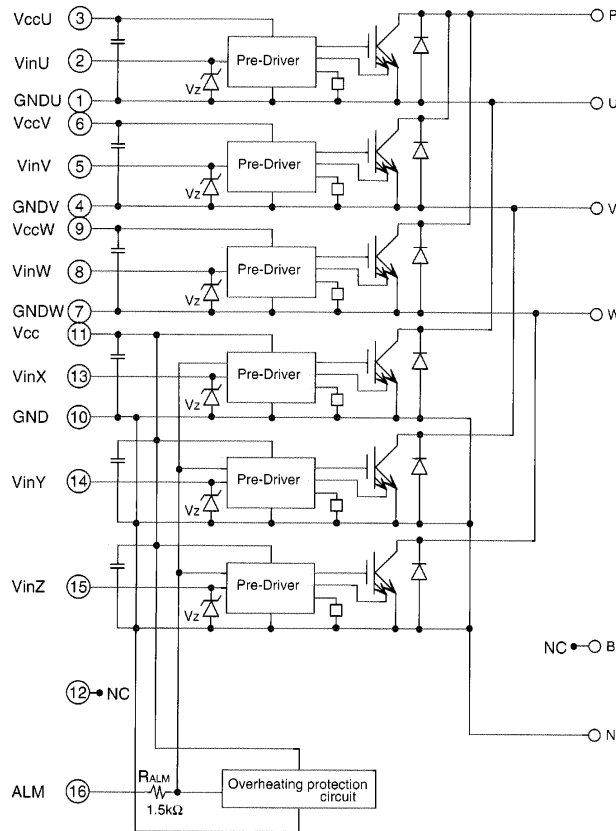 VccU 3 P
VinU 2 Pre-Driver
Vz
GNDU 1 U
VccV 6
VinV 5 Pre-Driver
Vz
GNDV 4 V
VccW 9
VinW 8 Pre-Driver
Vz
GNDW 7 W
Vcc 11
VinX 13 Pre-Driver
Vz
GND 10
VinY 14 Pre-Driver
Vz
VinZ 15 Pre-Driver
Vz
NC B
12 NC
N
RALM
ALM 16 Overheating protection
circuit
1.5kΩ